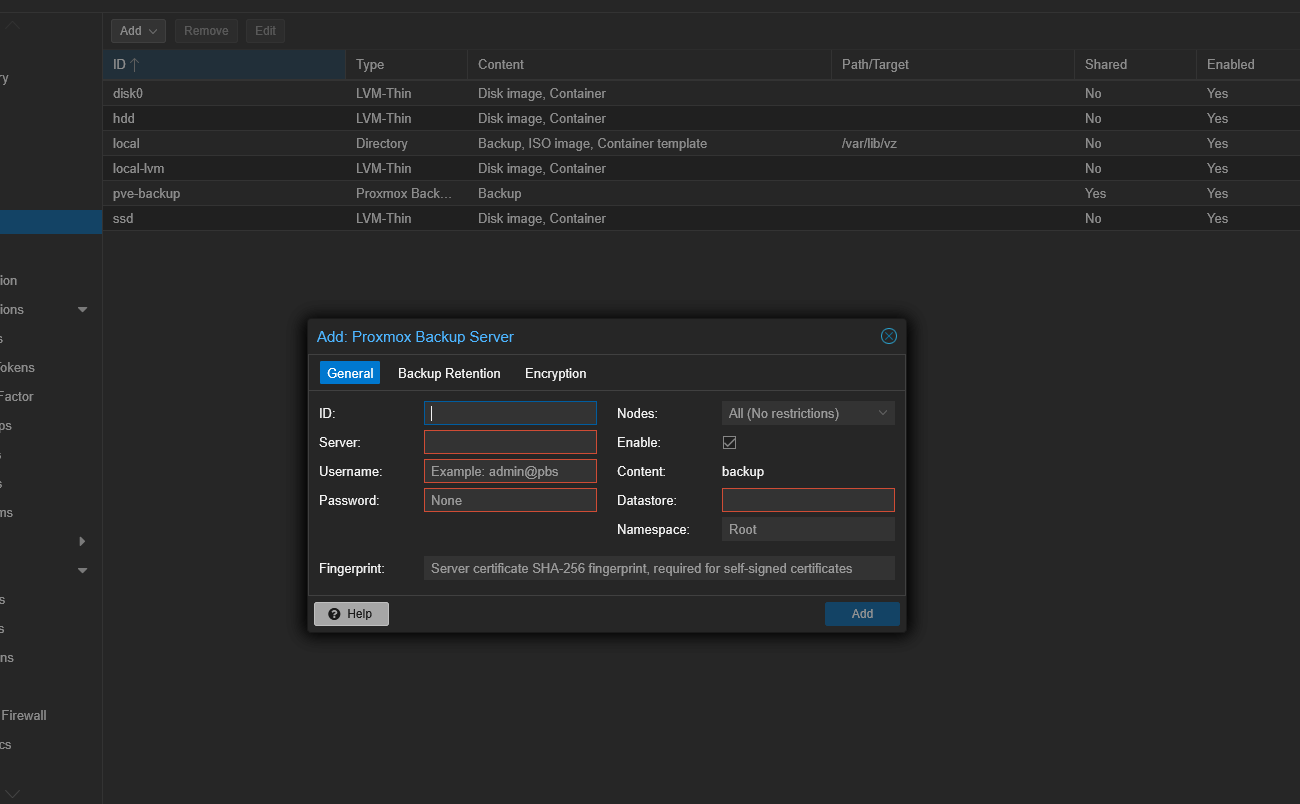 Add Remove Edit
ID Type Content Path/Target Shared Enabled
disk0 LVM-Thin Disk image, Container No Yes
hdd LVM-Thin Disk image, Container No Yes
local Directory Backup, ISO image, Container template /var/lib/vz No Yes
local-lvm LVM-Thin Disk image, Container No Yes
pve-backup Proxmox Back... Backup Yes Yes
ssd LVM-Thin Disk image, Container No Yes
ry
ion
ions
s
Tokens
Factor
ps
s
s
ms
s
s
ns
Firewall
cs
Add: Proxmox Backup Server
General Backup Retention Encryption
ID: Nodes: All (No restrictions)
Server: Enable:
Username: Example: admin@pbs Content: backup
Password: None Datastore:
Namespace: Root
Fingerprint: Server certificate SHA-256 fingerprint, required for self-signed certificates
Help Add